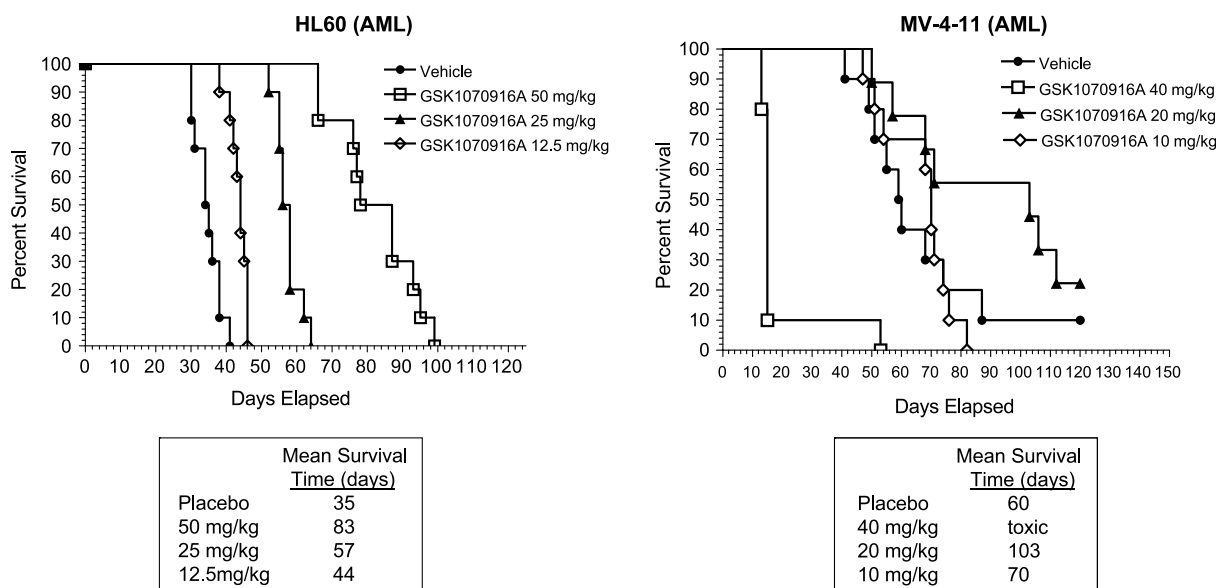 HL60 (AML)
Vehicle
GSK1070916A 50 mg/kg
GSK1070916A 25 mg/kg
GSK1070916A 12.5 mg/kg
Percent Survival
100
90
80
70
60
50
40
30
20
10
0
0 10 20 30 40 50 60 70 80 90 100 110 120
Days Elapsed
Mean Survival
Time (days)
Placebo 35
50 mg/kg 83
25 mg/kg 57
12.5mg/kg 44
MV-4-11 (AML)
Vehicle
GSK1070916A 40 mg/kg
GSK1070916A 20 mg/kg
GSK1070916A 10 mg/kg
Percent Survival
100
90
80
70
60
50
40
30
20
10
0
0 10 20 30 40 50 60 70 80 90 100 110 120 130 140 150
Days Elapsed
Mean Survival
Time (days)
Placebo 60
40 mg/kg toxic
20 mg/kg 103
10 mg/kg 70